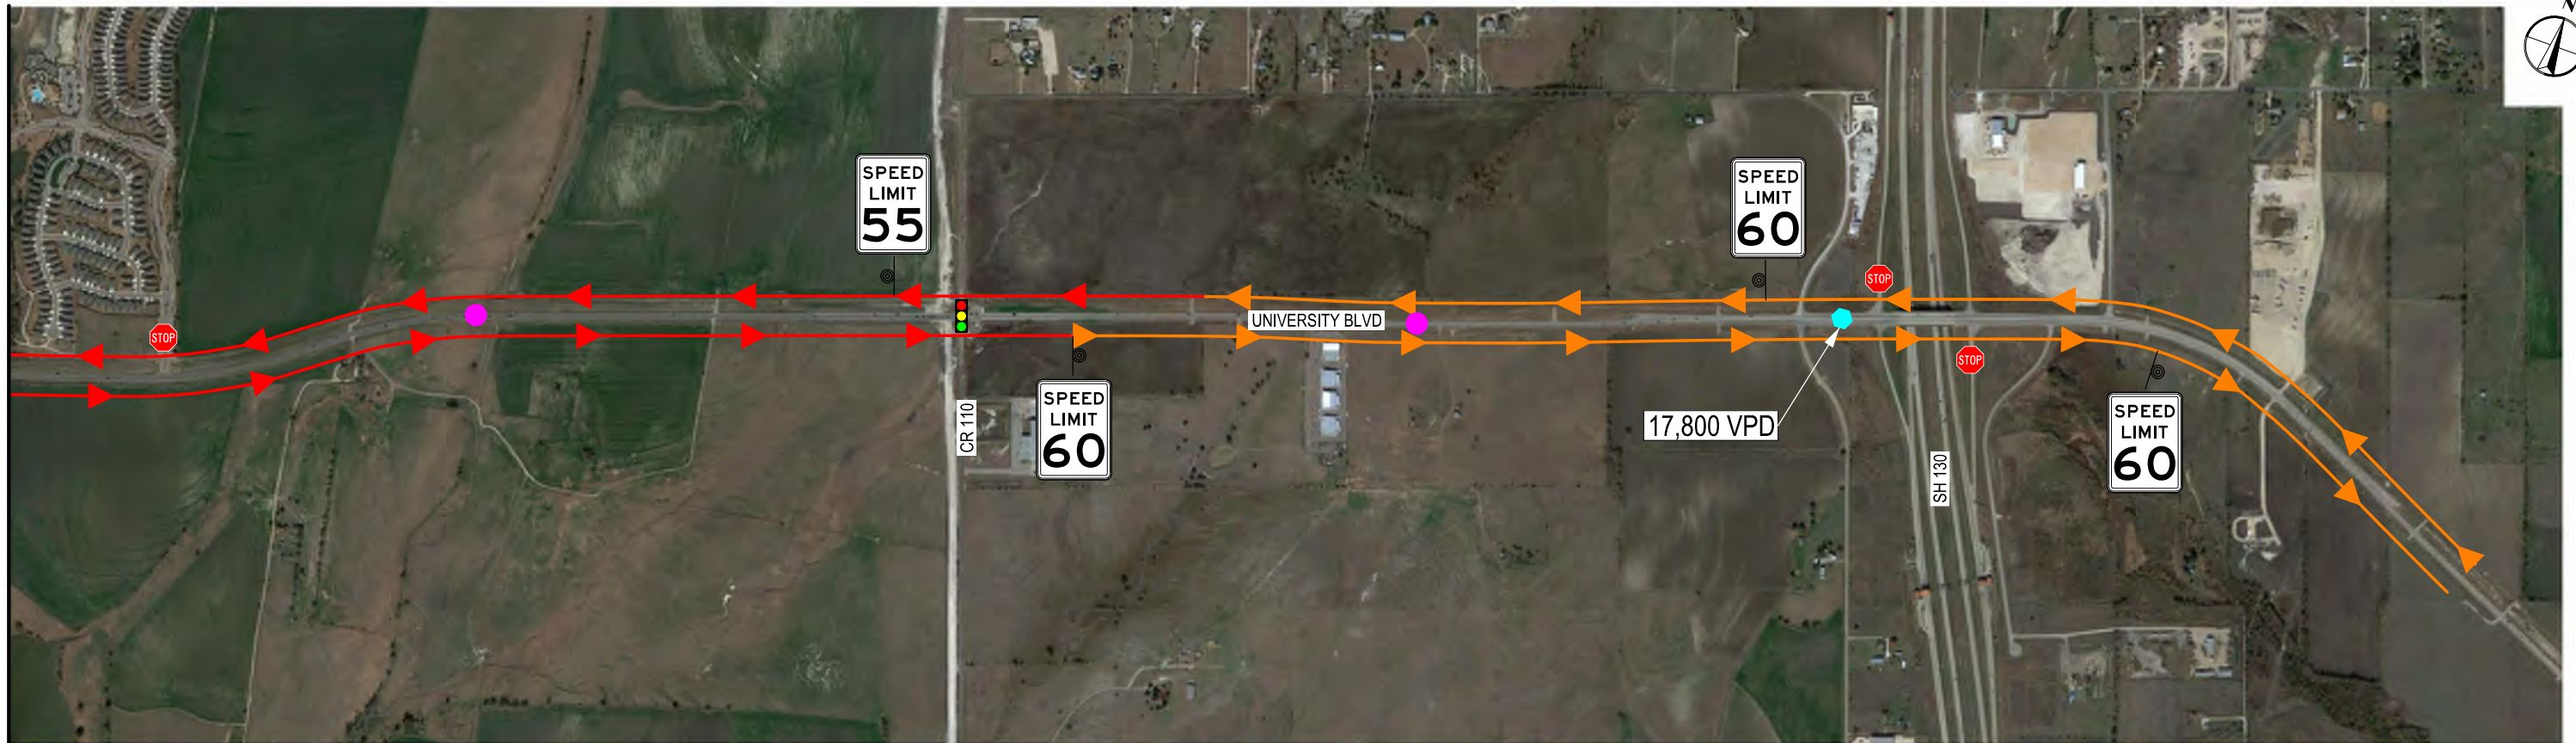 N
SPEED
LIMIT
55
SPEED
LIMIT
60
STOP
UNIVERSITY BLVD
STOP
STOP
CR 110
SPEED
LIMIT
60
17,800 VPD
SH 130
SPEED
LIMIT
60